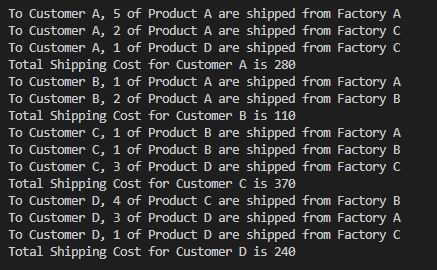 To Customer A, 5 of Product A are shipped from Factory A
To Customer A, 2 of Product A are shipped from Factory C
To Customer A, 1 of Product D are shipped from Factory C
Total Shipping Cost for Customer A is 280
To Customer B, 1 of Product A are shipped from Factory A
To Customer B, 2 of Product A are shipped from Factory B
Total Shipping Cost for Customer B is 110
To Customer C, 1 of Product B are shipped from Factory A
To Customer C, 1 of Product B are shipped from Factory B
To Customer C, 3 of Product D are shipped from Factory C
Total Shipping Cost for Customer C is 370
To Customer D, 4 of Product C are shipped from Factory B
To Customer D, 3 of Product D are shipped from Factory A
To Customer D, 1 of Product D are shipped from Factory C
Total Shipping Cost for Customer D is 240